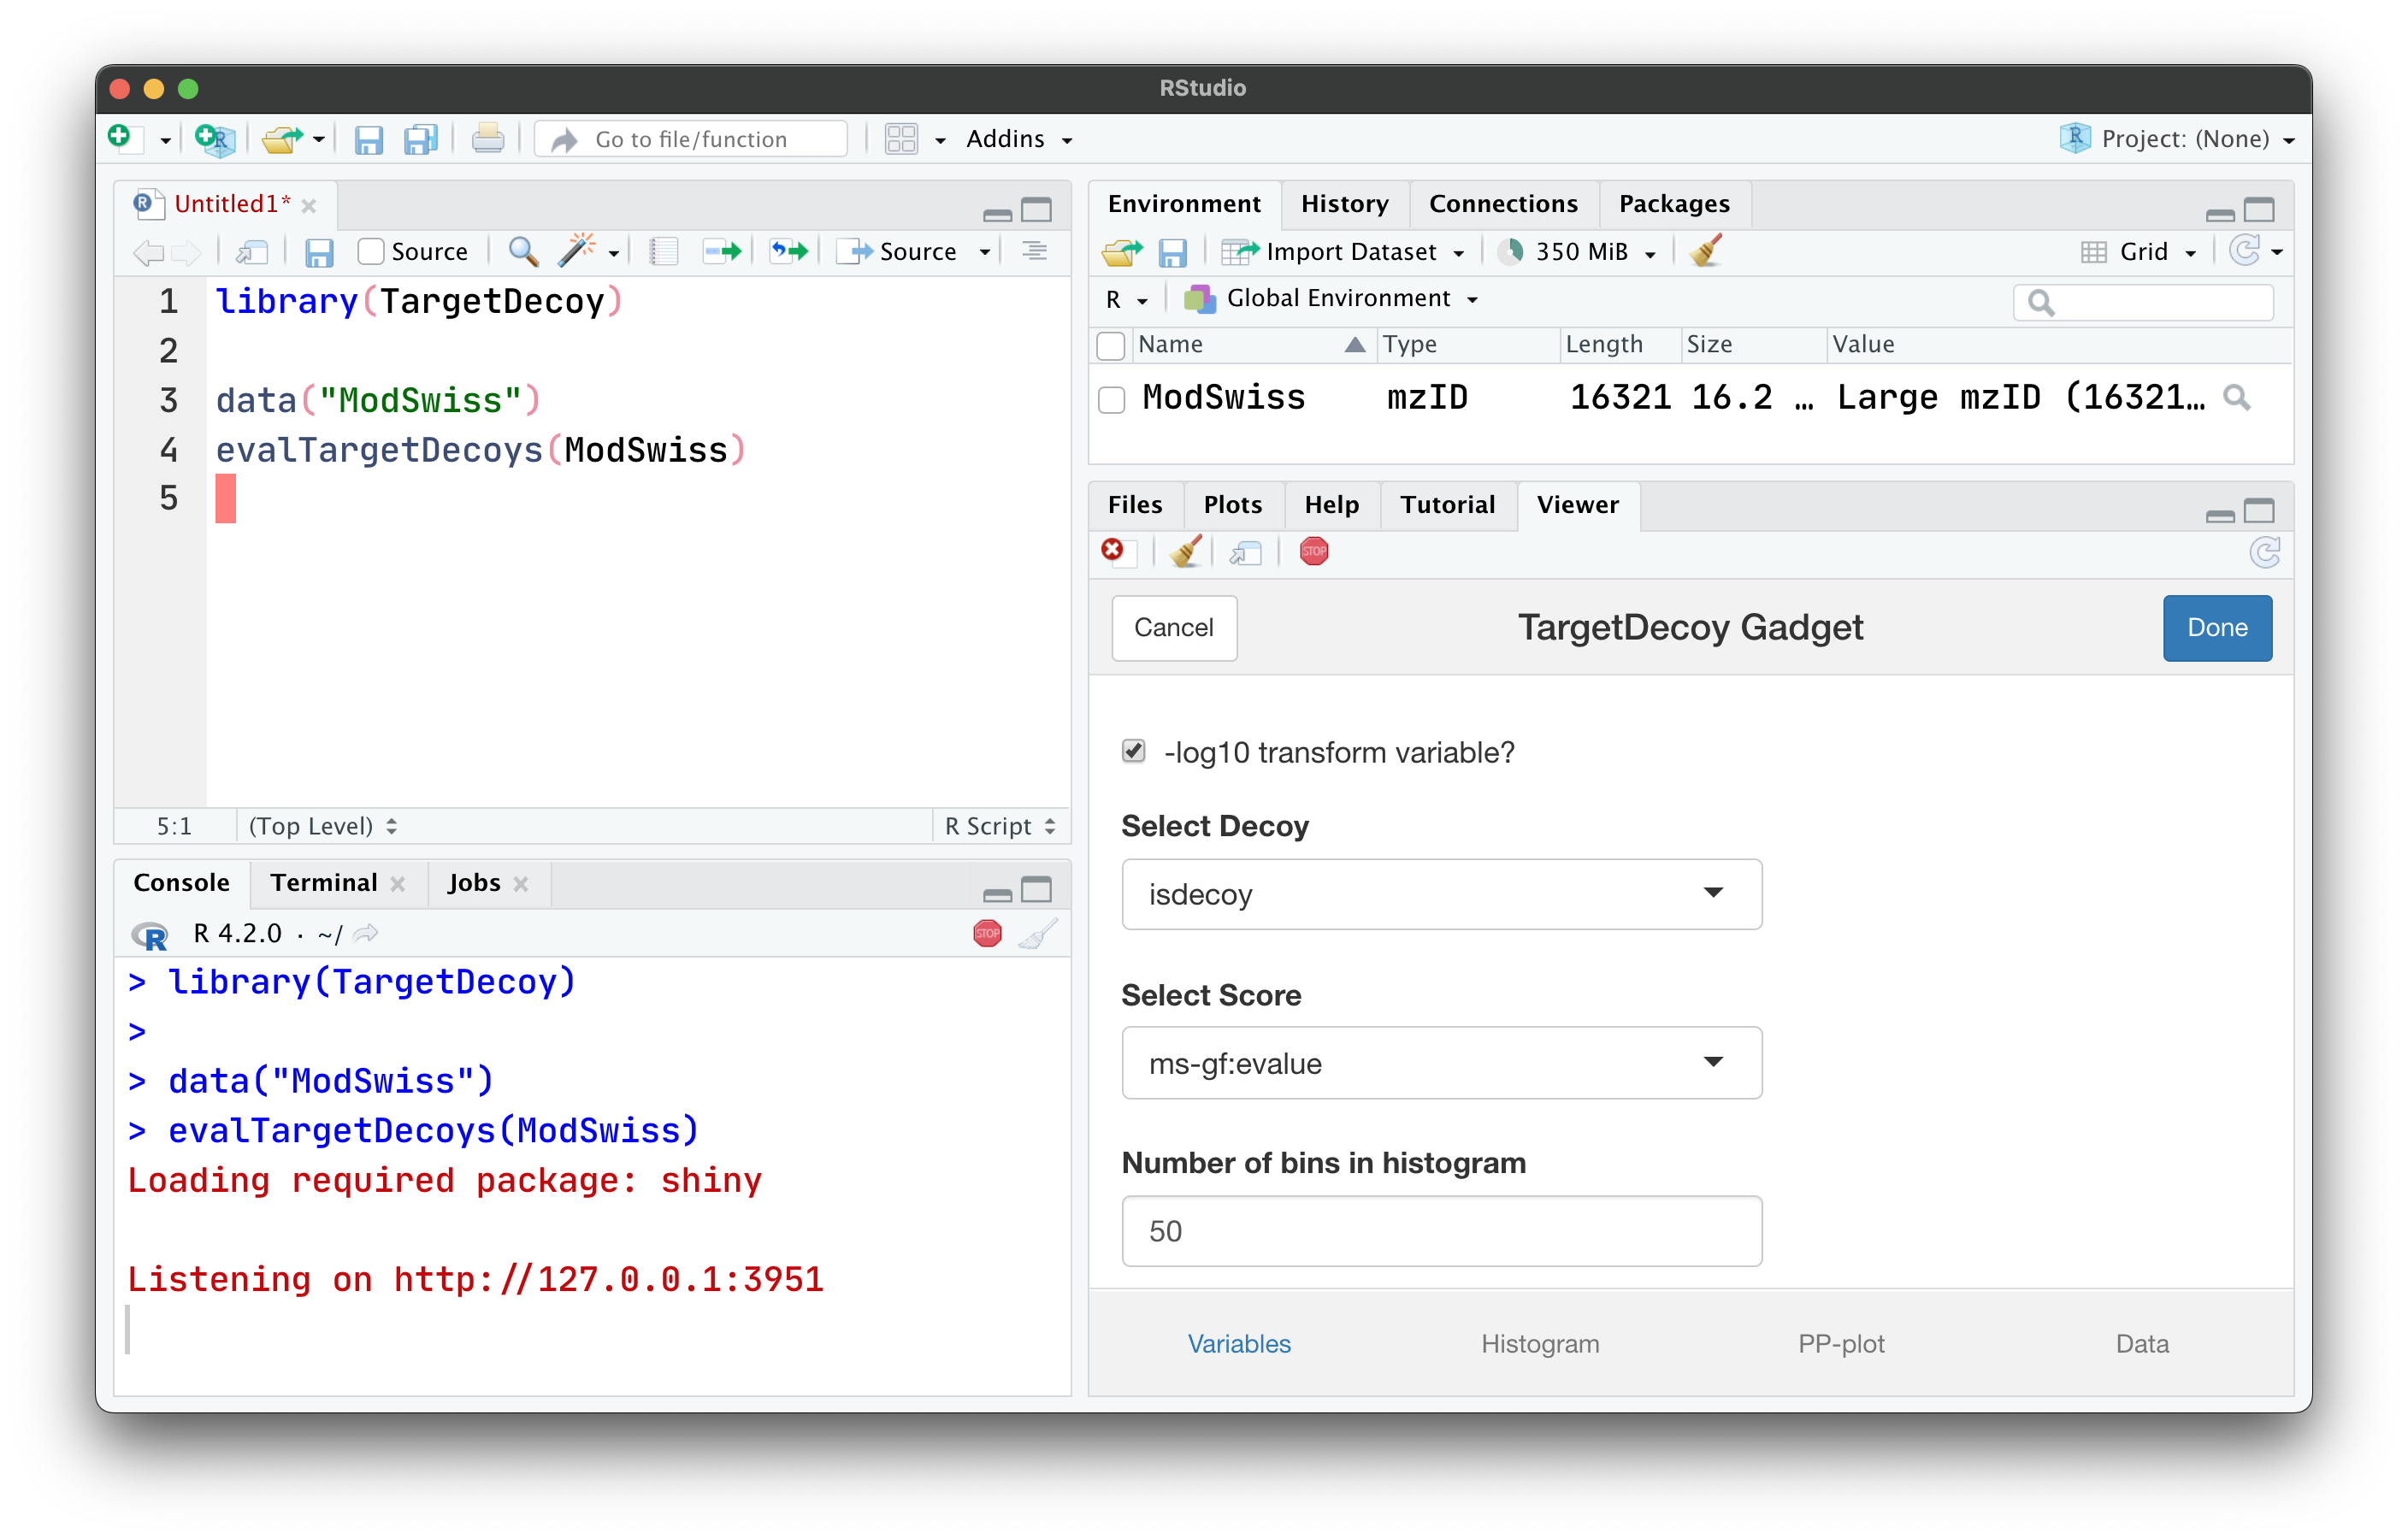 RStudio
Go to file/function
Addins
Project: (None)
Untitled1*
Source
Source
1 library(TargetDecoy)
2
3 data("ModSwiss")
4 evalTargetDecoys(ModSwiss)
5
5:1
(Top Level)
R Script
Console
Terminal
Jobs
R 4.2.0 · ~/
STOP
> library(TargetDecoy)
>
> data("ModSwiss")
> evalTargetDecoys(ModSwiss)
Loading required package: shiny
Listening on http://127.0.0.1:3951
Environment
History
Connections
Packages
Import Dataset
350 MiB
Grid
R
Global Environment
Name Type Length Size Value
ModSwiss mzID 16321 16.2 … Large mzID (16321…
Files
Plots
Help
Tutorial
Viewer
STOP
Cancel
TargetDecoy Gadget
Done
-log10 transform variable?
Select Decoy
isdecoy
Select Score
ms-gf:evalue
Number of bins in histogram
50
Variables
Histogram
PP-plot
Data